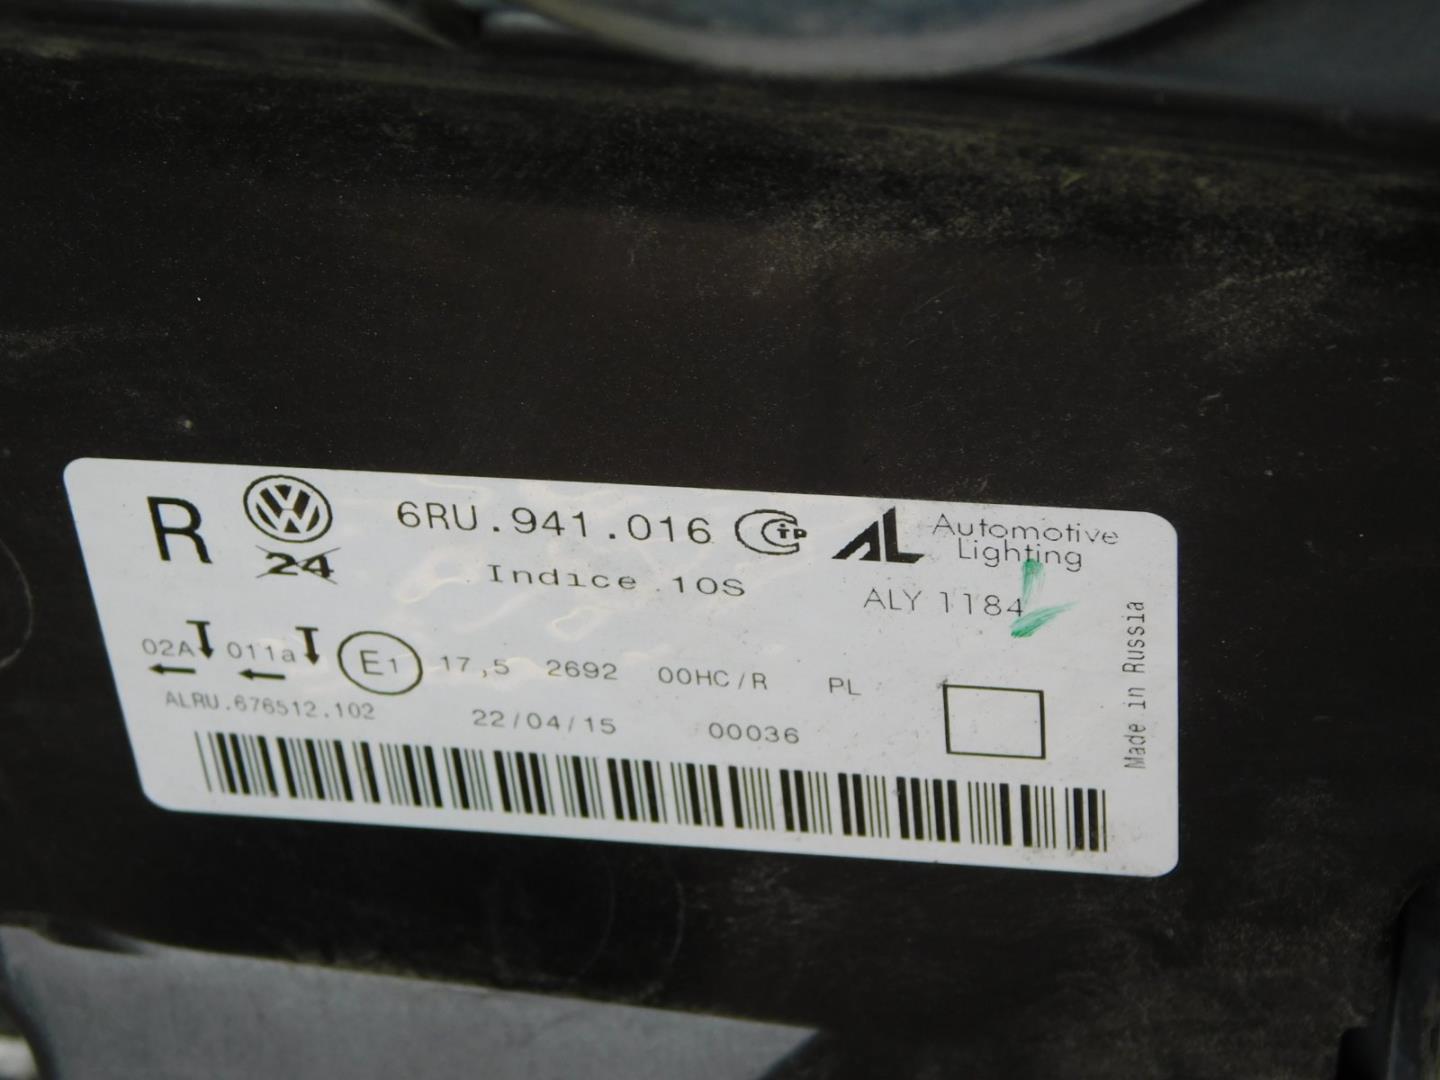 R 6RU.941.016 AL Automotive
Lighting
24 Indice 10S ALY 1184
02A 011a E1 17,5 2692 00HC/R PL
ALRU.676512.102 22/04/15 00036
Made in Russia